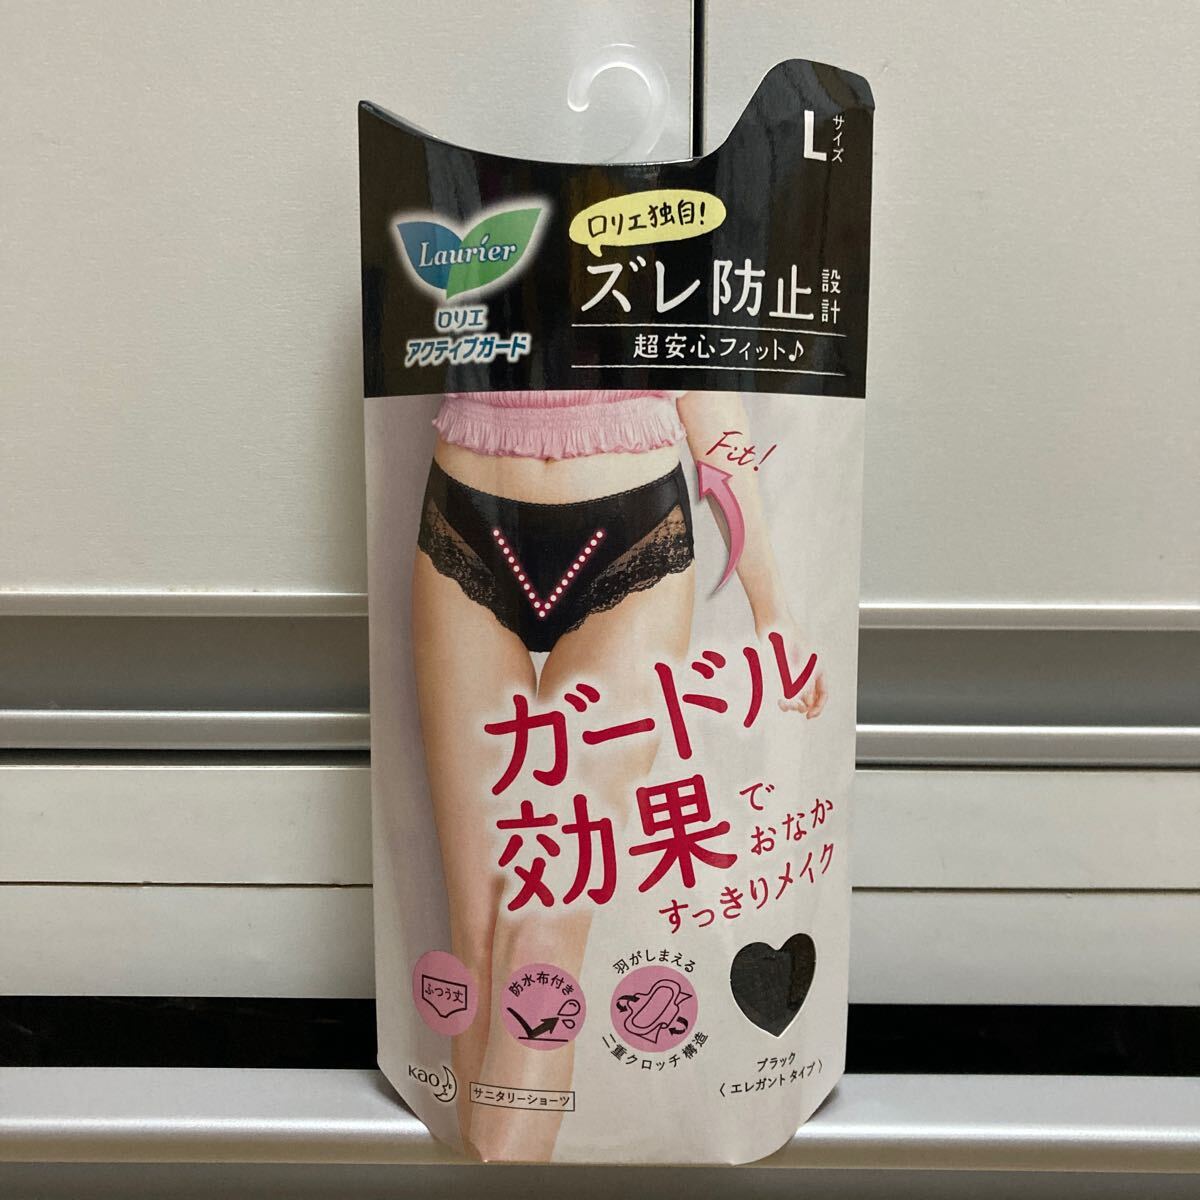 L サイズ
Laurier
ロリエ
アクティブガード
ロリエ独自!
ズレ防止設計
超安心フィット♪
Fit!
ガードル
効果で
おなか
すっきりメイク
ふつう丈
防水布付き
羽がしまえる
二重クロッチ構造
ブラック
〈エレガントタイプ〉
Kao
サニタリーショーツ